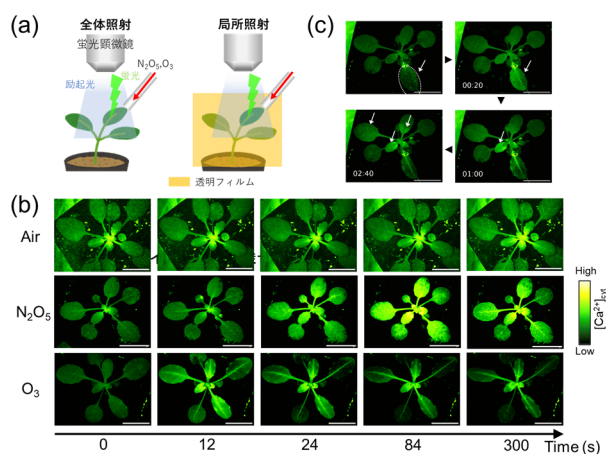 (a)
全体照射
局所照射
蛍光顕微鏡
N₂O₅,O₃
蛍光
励起光
透明フィルム
(c)
00:20
02:40
01:00
(b)
Air
N₂O₅
O₃
High
[Ca²⁺]cyt
Low
0 12 24 84 300 Time (s)